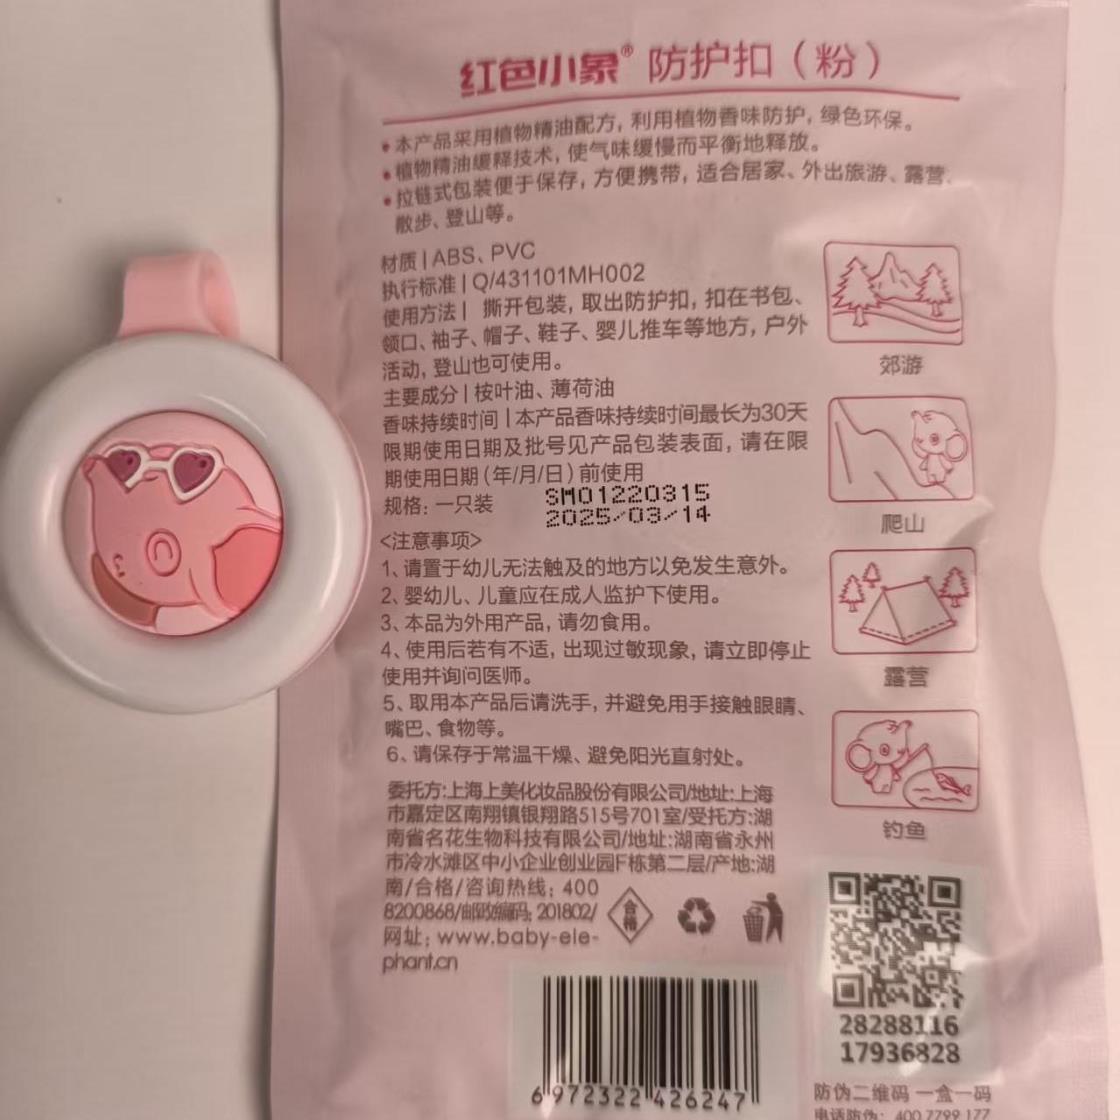 红色小象® 防护扣（粉）
•本产品采用植物精油配方，利用植物香味防护，绿色环保。
•植物精油缓释技术，使气味缓慢而平衡地释放。
•拉链式包装便于保存，方便携带，适合居家、外出旅游、露营、
散步、登山等。
材质|ABS、PVC
执行标准|Q/431101MH002
使用方法| 撕开包装，取出防护扣，扣在书包、
领口、袖子、帽子、鞋子、婴儿推车等地方，户外
活动，登山也可使用。
主要成分|桉叶油、薄荷油
香味持续时间|本产品香味持续时间最长为30天
限期使用日期及批号见产品包装表面，请在限
期使用日期(年/月/日)前使用
规格：一只装
SM01220315
2025/03/14
<注意事项>
1、请置于幼儿无法触及的地方以免发生意外。
2、婴幼儿、儿童应在成人监护下使用。
3、本品为外用产品，请勿食用。
4、使用后若有不适，出现过敏现象，请立即停止
使用并询问医师。
5、取用本产品后请洗手，并避免用手接触眼睛、
嘴巴、食物等。
6、请保存于常温干燥、避免阳光直射处。
委托方:上海上美化妆品股份有限公司/地址:上海
市嘉定区南翔镇银翔路515号701室/受托方:湖
南省名花生物科技有限公司/地址:湖南省永州
市冷水滩区中小企业创业园F栋第二层/产地:湖
南/合格/咨询热线：400
8200868/邮政编码：201802/
网址：www.baby-ele-
phant.cn
合格
郊游
爬山
露营
钓鱼
6 972322 426247
28288116
17936828
防伪二维码 一盒一码
电话防伪：400 7799 177